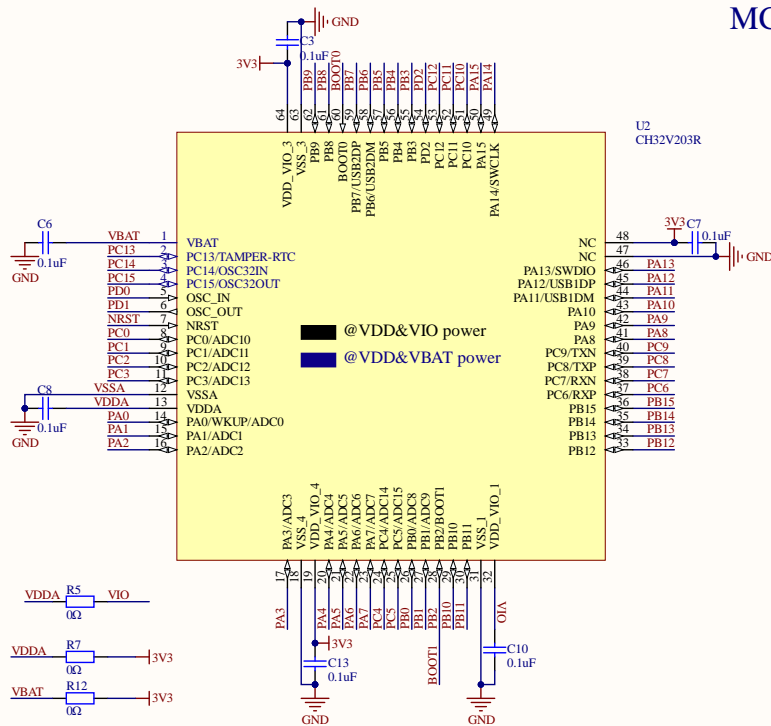 MC
GND
C3
0.1uF
3V3
PB9
PB8
BOOT0
PB7
PB6
PB5
PB4
PB3
PD2
PC12
PC11
PC10
PA15
PA14
64
63
62
61
60
59
58
57
56
55
54
53
52
51
50
49
VDD_VIO_3
VSS_3
PB9
PB8
BOOT0
PB7/USB2DP
PB6/USB2DM
PB5
PB4
PB3
PD2
PC12
PC11
PC10
PA15
PA14/SWCLK
U2
CH32V203R
C6
0.1uF
GND
VBAT 1 VBAT
PC13 2 PC13/TAMPER-RTC
PC14 3 PC14/OSC32IN
PC15 4 PC15/OSC32OUT
PD0 5 OSC_IN
PD1 6 OSC_OUT
NRST 7 NRST
PC0 8 PC0/ADC10
PC1 9 PC1/ADC11
PC2 10 PC2/ADC12
PC3 11 PC3/ADC13
VSSA 12 VSSA
VDDA 13 VDDA
PA0 14 PA0/WKUP/ADC0
PA1 15 PA1/ADC1
PA2 16 PA2/ADC2
C8
0.1uF
GND
@VDD&VIO power
@VDD&VBAT power
NC 48
NC 47
PA13/SWDIO 46 PA13
PA12/USB1DP 45 PA12
PA11/USB1DM 44 PA11
PA10 43 PA10
PA9 42 PA9
PA8 41 PA8
PC9/TXN 40 PC9
PC8/TXP 39 PC8
PC7/RXN 38 PC7
PC6/RXP 37 PC6
PB15 36 PB15
PB14 35 PB14
PB13 34 PB13
PB12 33 PB12
3V3
C7
0.1uF
GND
PA3/ADC3
VSS_4
VDD_VIO_4
PA4/ADC4
PA5/ADC5
PA6/ADC6
PA7/ADC7
PC4/ADC14
PC5/ADC15
PB0/ADC8
PB1/ADC9
PB2/BOOT1
PB10
PB11
VSS_1
VDD_VIO_1
17
18
19
20
21
22
23
24
25
26
27
28
29
30
31
32
PA3
PA4
PA5
PA6
PA7
PC4
PC5
PB0
PB1
PB2
PB10
PB11
VIO
BOOT1
3V3
C13
0.1uF
GND
C10
0.1uF
GND
VDDA R5 VIO
0Ω
VDDA R7 3V3
0Ω
VBAT R12 3V3
0Ω